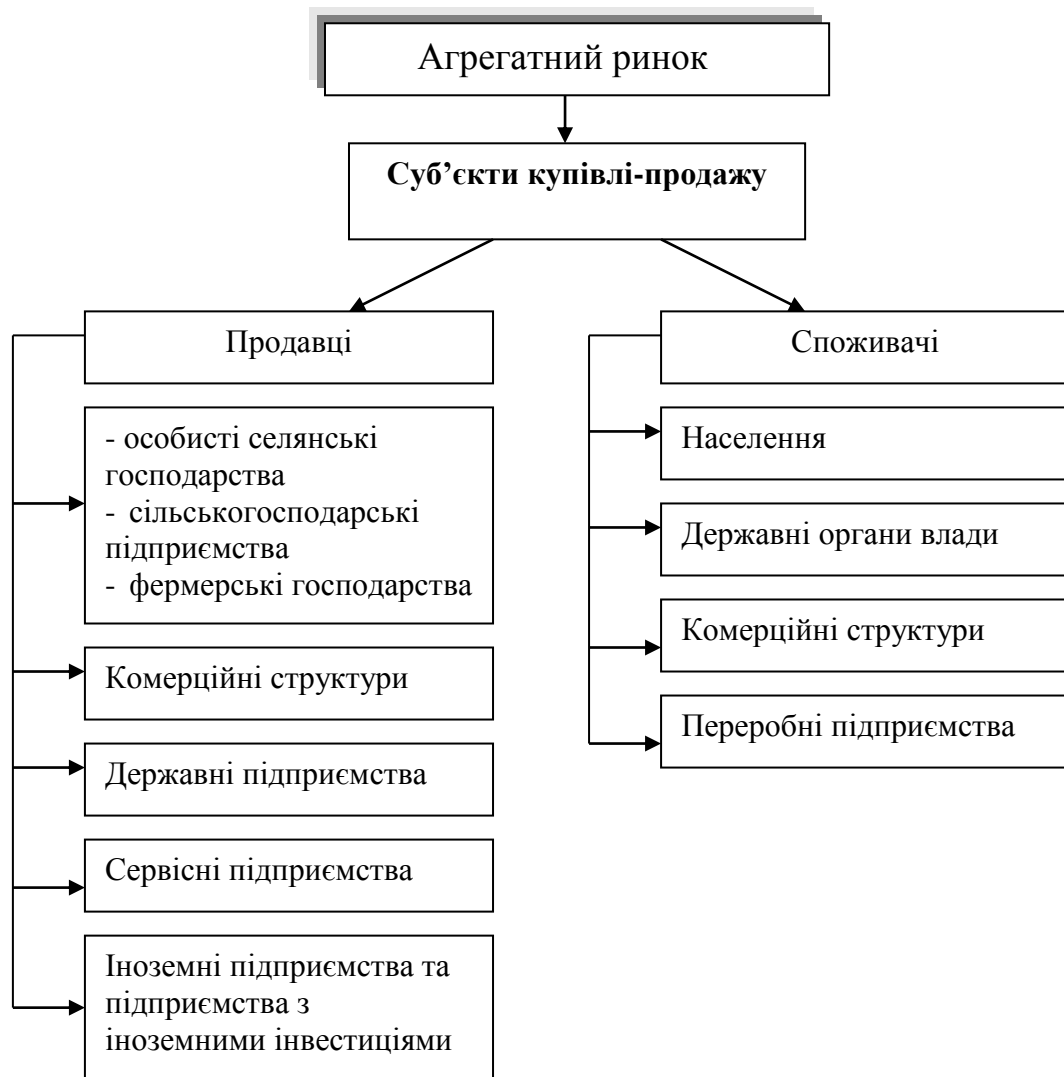 Агрегатний ринок
Суб’єкти купівлі-продажу
Продавці
- особисті селянські
господарства
- сільськогосподарські
підприємства
- фермерські господарства
Комерційні структури
Державні підприємства
Сервісні підприємства
Іноземні підприємства та
підприємства з
іноземними інвестиціями
Споживачі
Населення
Державні органи влади
Комерційні структури
Переробні підприємства